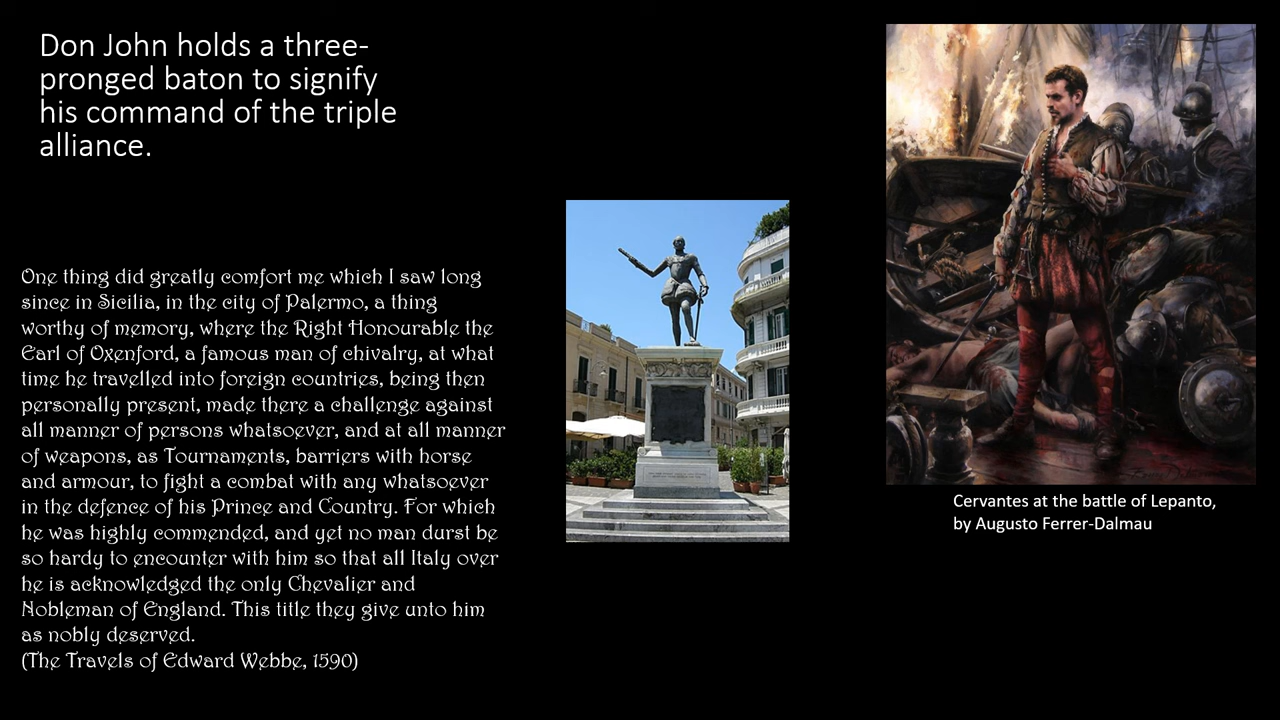 Don John holds a three-
pronged baton to signify
his command of the triple
alliance.
One thing did greatly comfort me which I saw long
since in Sicilia, in the city of Palermo, a thing
worthy of memory, where the Right Honourable the
Earl of Oxenford, a famous man of chivalry, at what
time he travelled into foreign countries, being then
personally present, made there a challenge against
all manner of persons whatsoever, and at all manner
of weapons, as Tournaments, barriers with horse
and armour, to fight a combat with any whatsoever
in the defence of his Prince and Country. For which
he was highly commended, and yet no man durst be
so hardy to encounter with him so that all Italy over
he is acknowledged the only Chevalier and
Nobleman of England. This title they give unto him
as nobly deserved.
(The Travels of Edward Webbe, 1590)
Cervantes at the battle of Lepanto,
by Augusto Ferrer-Dalmau